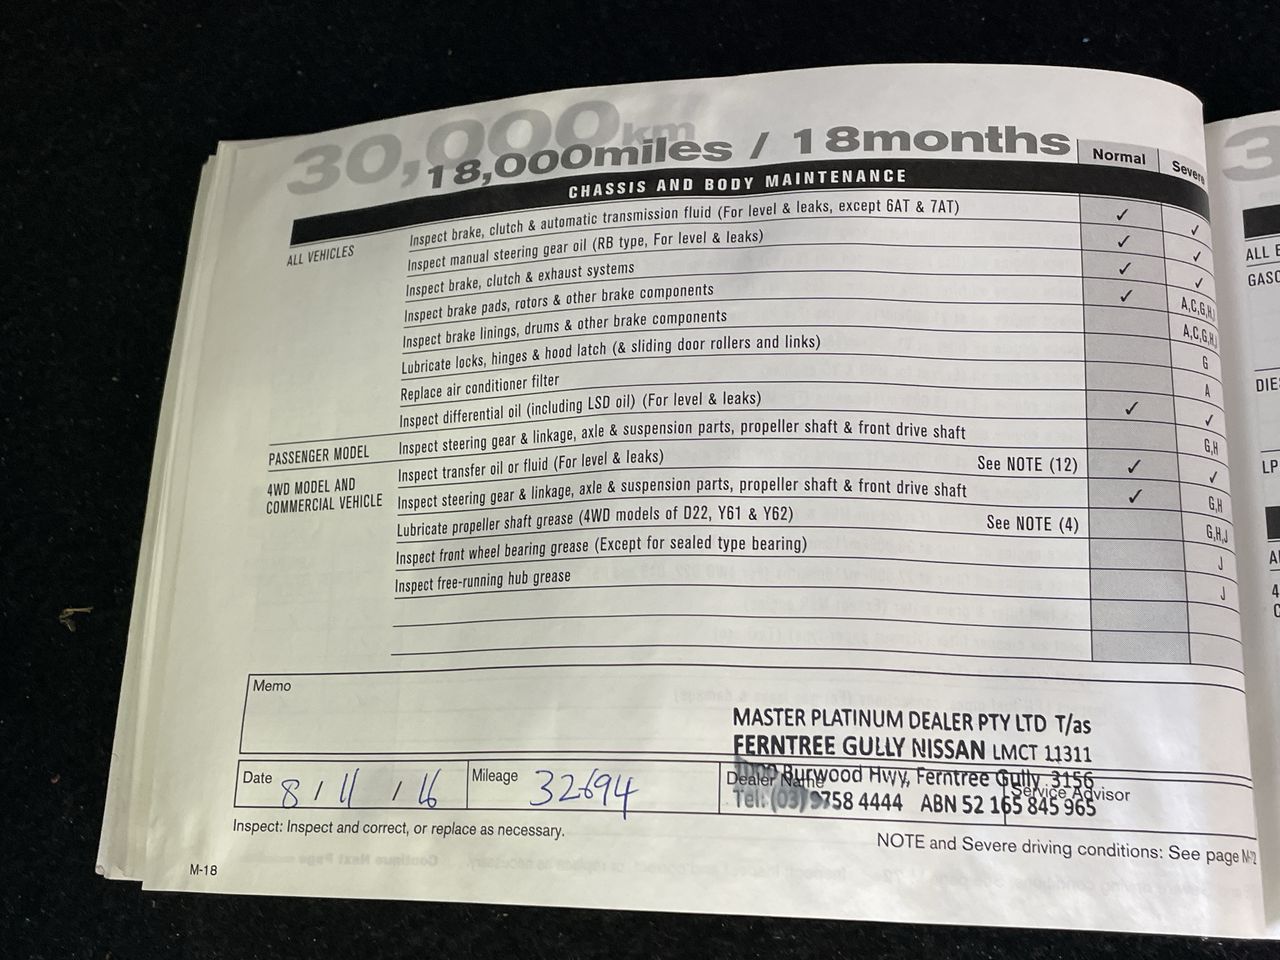 30,000km
18,000miles / 18months
Normal
Severe
CHASSIS AND BODY MAINTENANCE
ALL VEHICLES
Inspect brake, clutch & automatic transmission fluid (For level & leaks, except 6AT & 7AT) ✓ ✓
Inspect manual steering gear oil (RB type, For level & leaks) ✓ ✓
Inspect brake, clutch & exhaust systems ✓ ✓
Inspect brake pads, rotors & other brake components ✓ A,C,G,H,
Inspect brake linings, drums & other brake components A,C,G,H,
Lubricate locks, hinges & hood latch (& sliding door rollers and links) G
Replace air conditioner filter A
Inspect differential oil (including LSD oil) (For level & leaks) ✓ ✓
PASSENGER MODEL
Inspect steering gear & linkage, axle & suspension parts, propeller shaft & front drive shaft G,H
4WD MODEL AND
COMMERCIAL VEHICLE
Inspect transfer oil or fluid (For level & leaks) See NOTE (12) ✓ ✓
Inspect steering gear & linkage, axle & suspension parts, propeller shaft & front drive shaft ✓ G,H
Lubricate propeller shaft grease (4WD models of D22, Y61 & Y62) See NOTE (4) G,H,J
Inspect front wheel bearing grease (Except for sealed type bearing) J
Inspect free-running hub grease J
Memo
MASTER PLATINUM DEALER PTY LTD T/as
FERNTREE GULLY NISSAN LMCT 11311
Burwood Hwy, Ferntree Gully 3156
Tel: (03) 9758 4444 ABN 52 165 845 965
Date 8 / 11 / 16
Mileage 32694
Dealer Name
Service Advisor
Inspect: Inspect and correct, or replace as necessary.
NOTE and Severe driving conditions: See page
M-18
3
ALL
GAS
DIE
LP
4